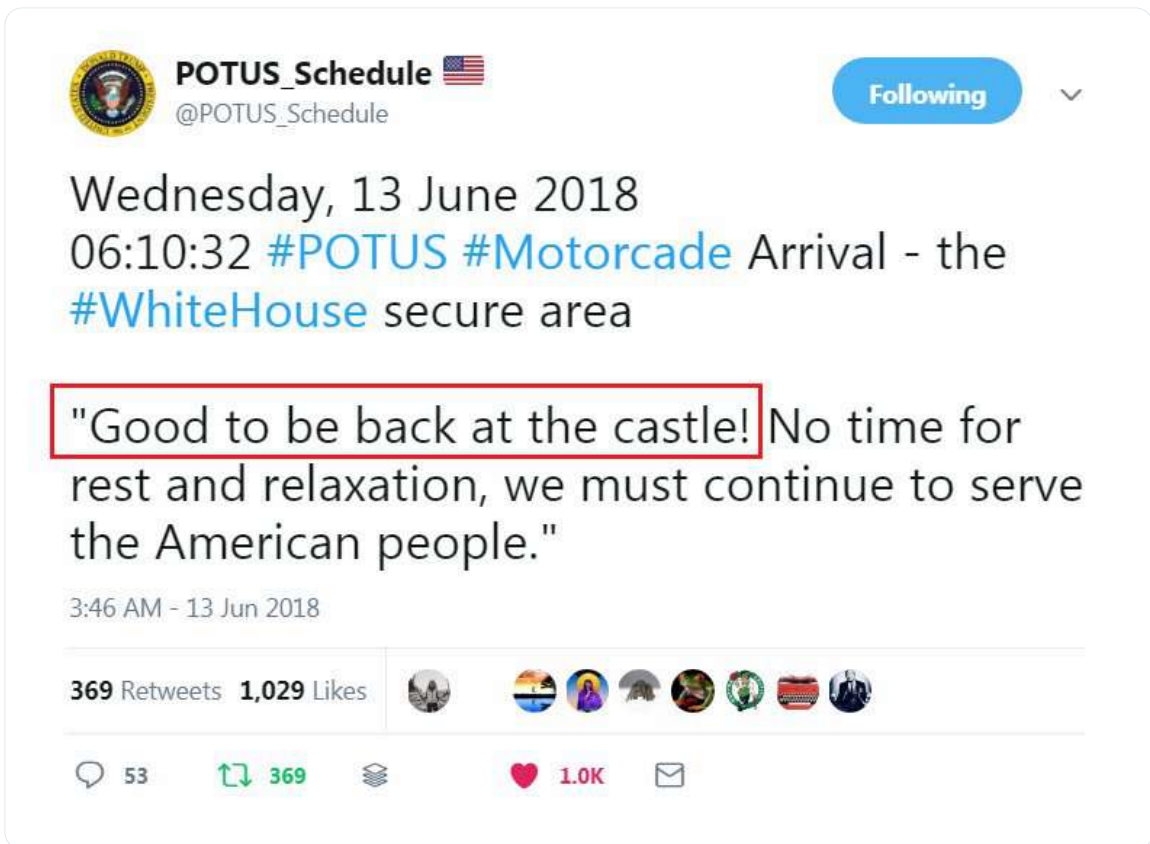 POTUS_Schedule 🇺🇸
@POTUS_Schedule
Following
Wednesday, 13 June 2018
06:10:32 #POTUS #Motorcade Arrival - the
#WhiteHouse secure area
"Good to be back at the castle! No time for
rest and relaxation, we must continue to serve
the American people."
3:46 AM - 13 Jun 2018
369 Retweets 1,029 Likes
53 369 1.0K